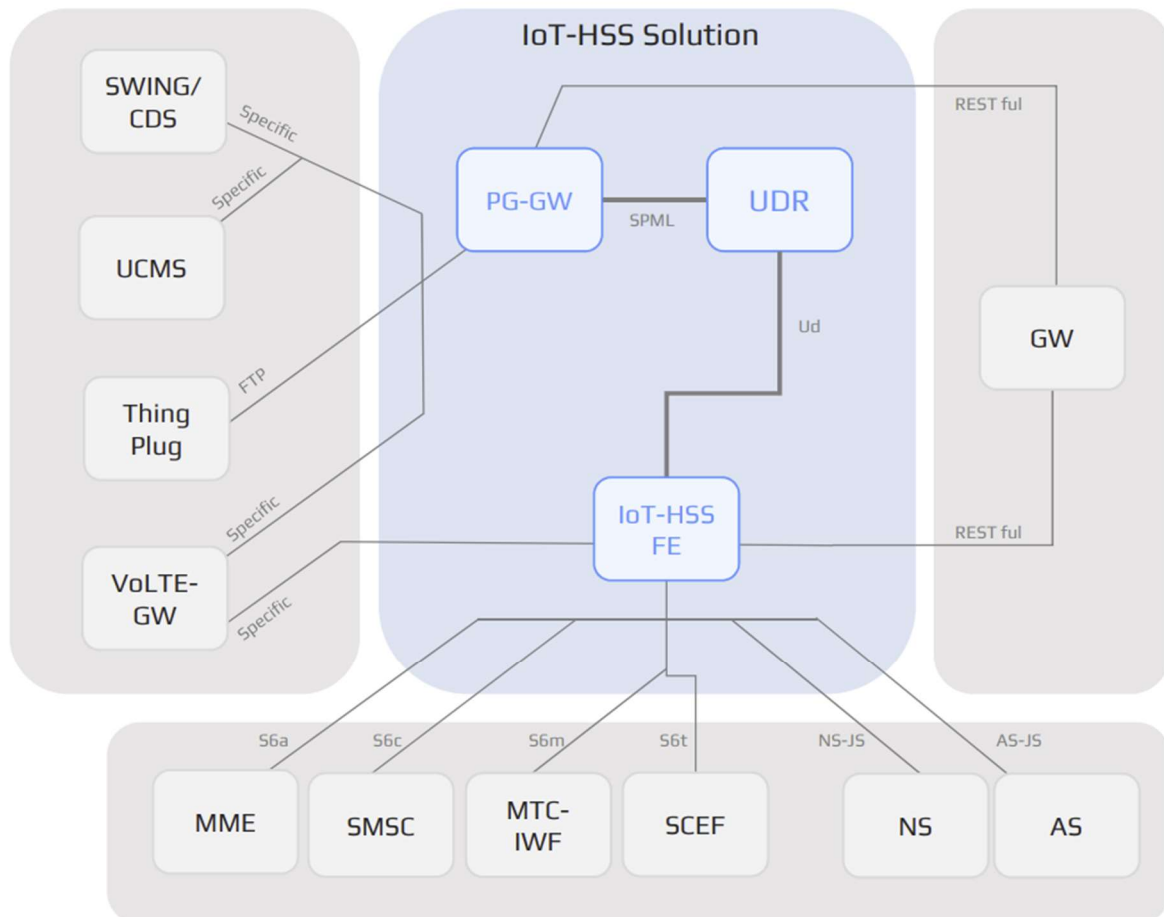 IoT-HSS Solution
SWING/
CDS
Specific
REST ful
PG-GW
SPML
UDR
Specific
UCMS
Ud
GW
FTP
Thing
Plug
Specific
IoT-HSS
FE
REST ful
VoLTE-
GW
Specific
S6a
S6c
S6m
S6t
NS-JS
AS-JS
MME
SMSC
MTC-
IWF
SCEF
NS
AS